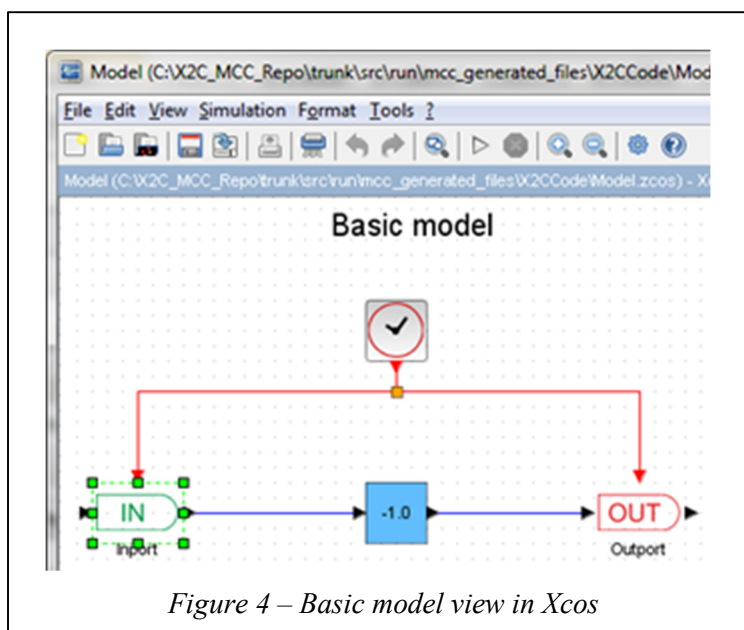 Model (C:\X2C_MCC_Repo\trunk\src\run\mcc_generated_files\X2CCode\Mod
File Edit View Simulation Format Tools ?
Model (C:\X2C_MCC_Repo\trunk\src\run\mcc_generated_files\X2CCode\Model.zcos) - X
Basic model
IN
-1.0
OUT
Inport
Outport
Figure 4 – Basic model view in Xcos